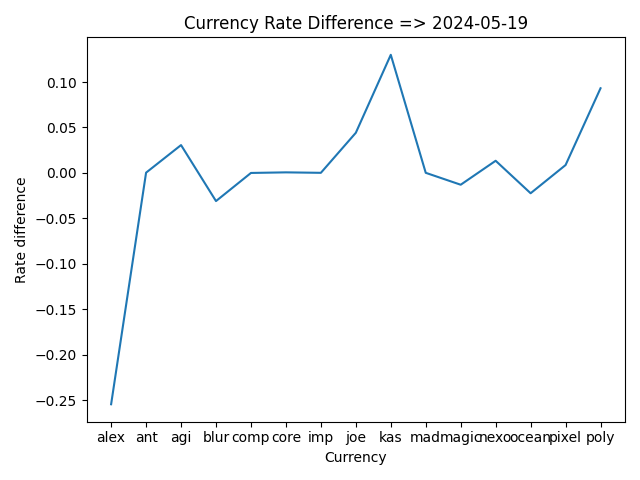 Currency Rate Difference => 2024-05-19
0.10
0.05
0.00
−0.05
−0.10
−0.15
−0.20
−0.25
Rate difference
alex ant agi blur comp core imp joe kas mad magic nexo ocean pixel poly
Currency